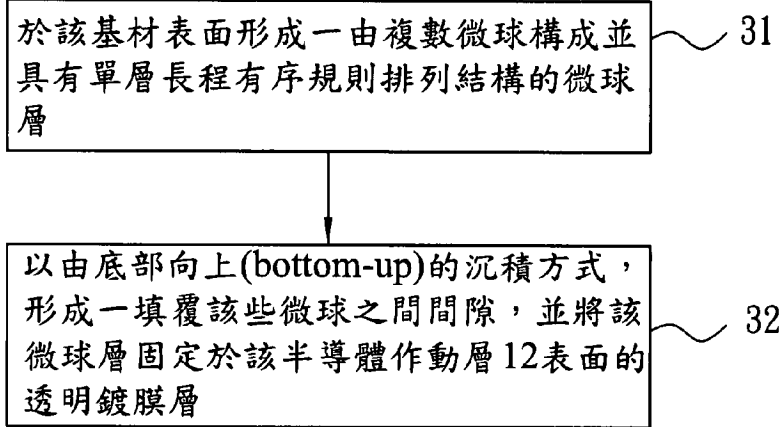 於該基材表面形成一由複數微球構成並
具有單層長程有序規則排列結構的微球
層
31
以由底部向上(bottom-up)的沉積方式，
形成一填覆該些微球之間間隙，並將該
微球層固定於該半導體作動層12表面的
透明鍍膜層
32